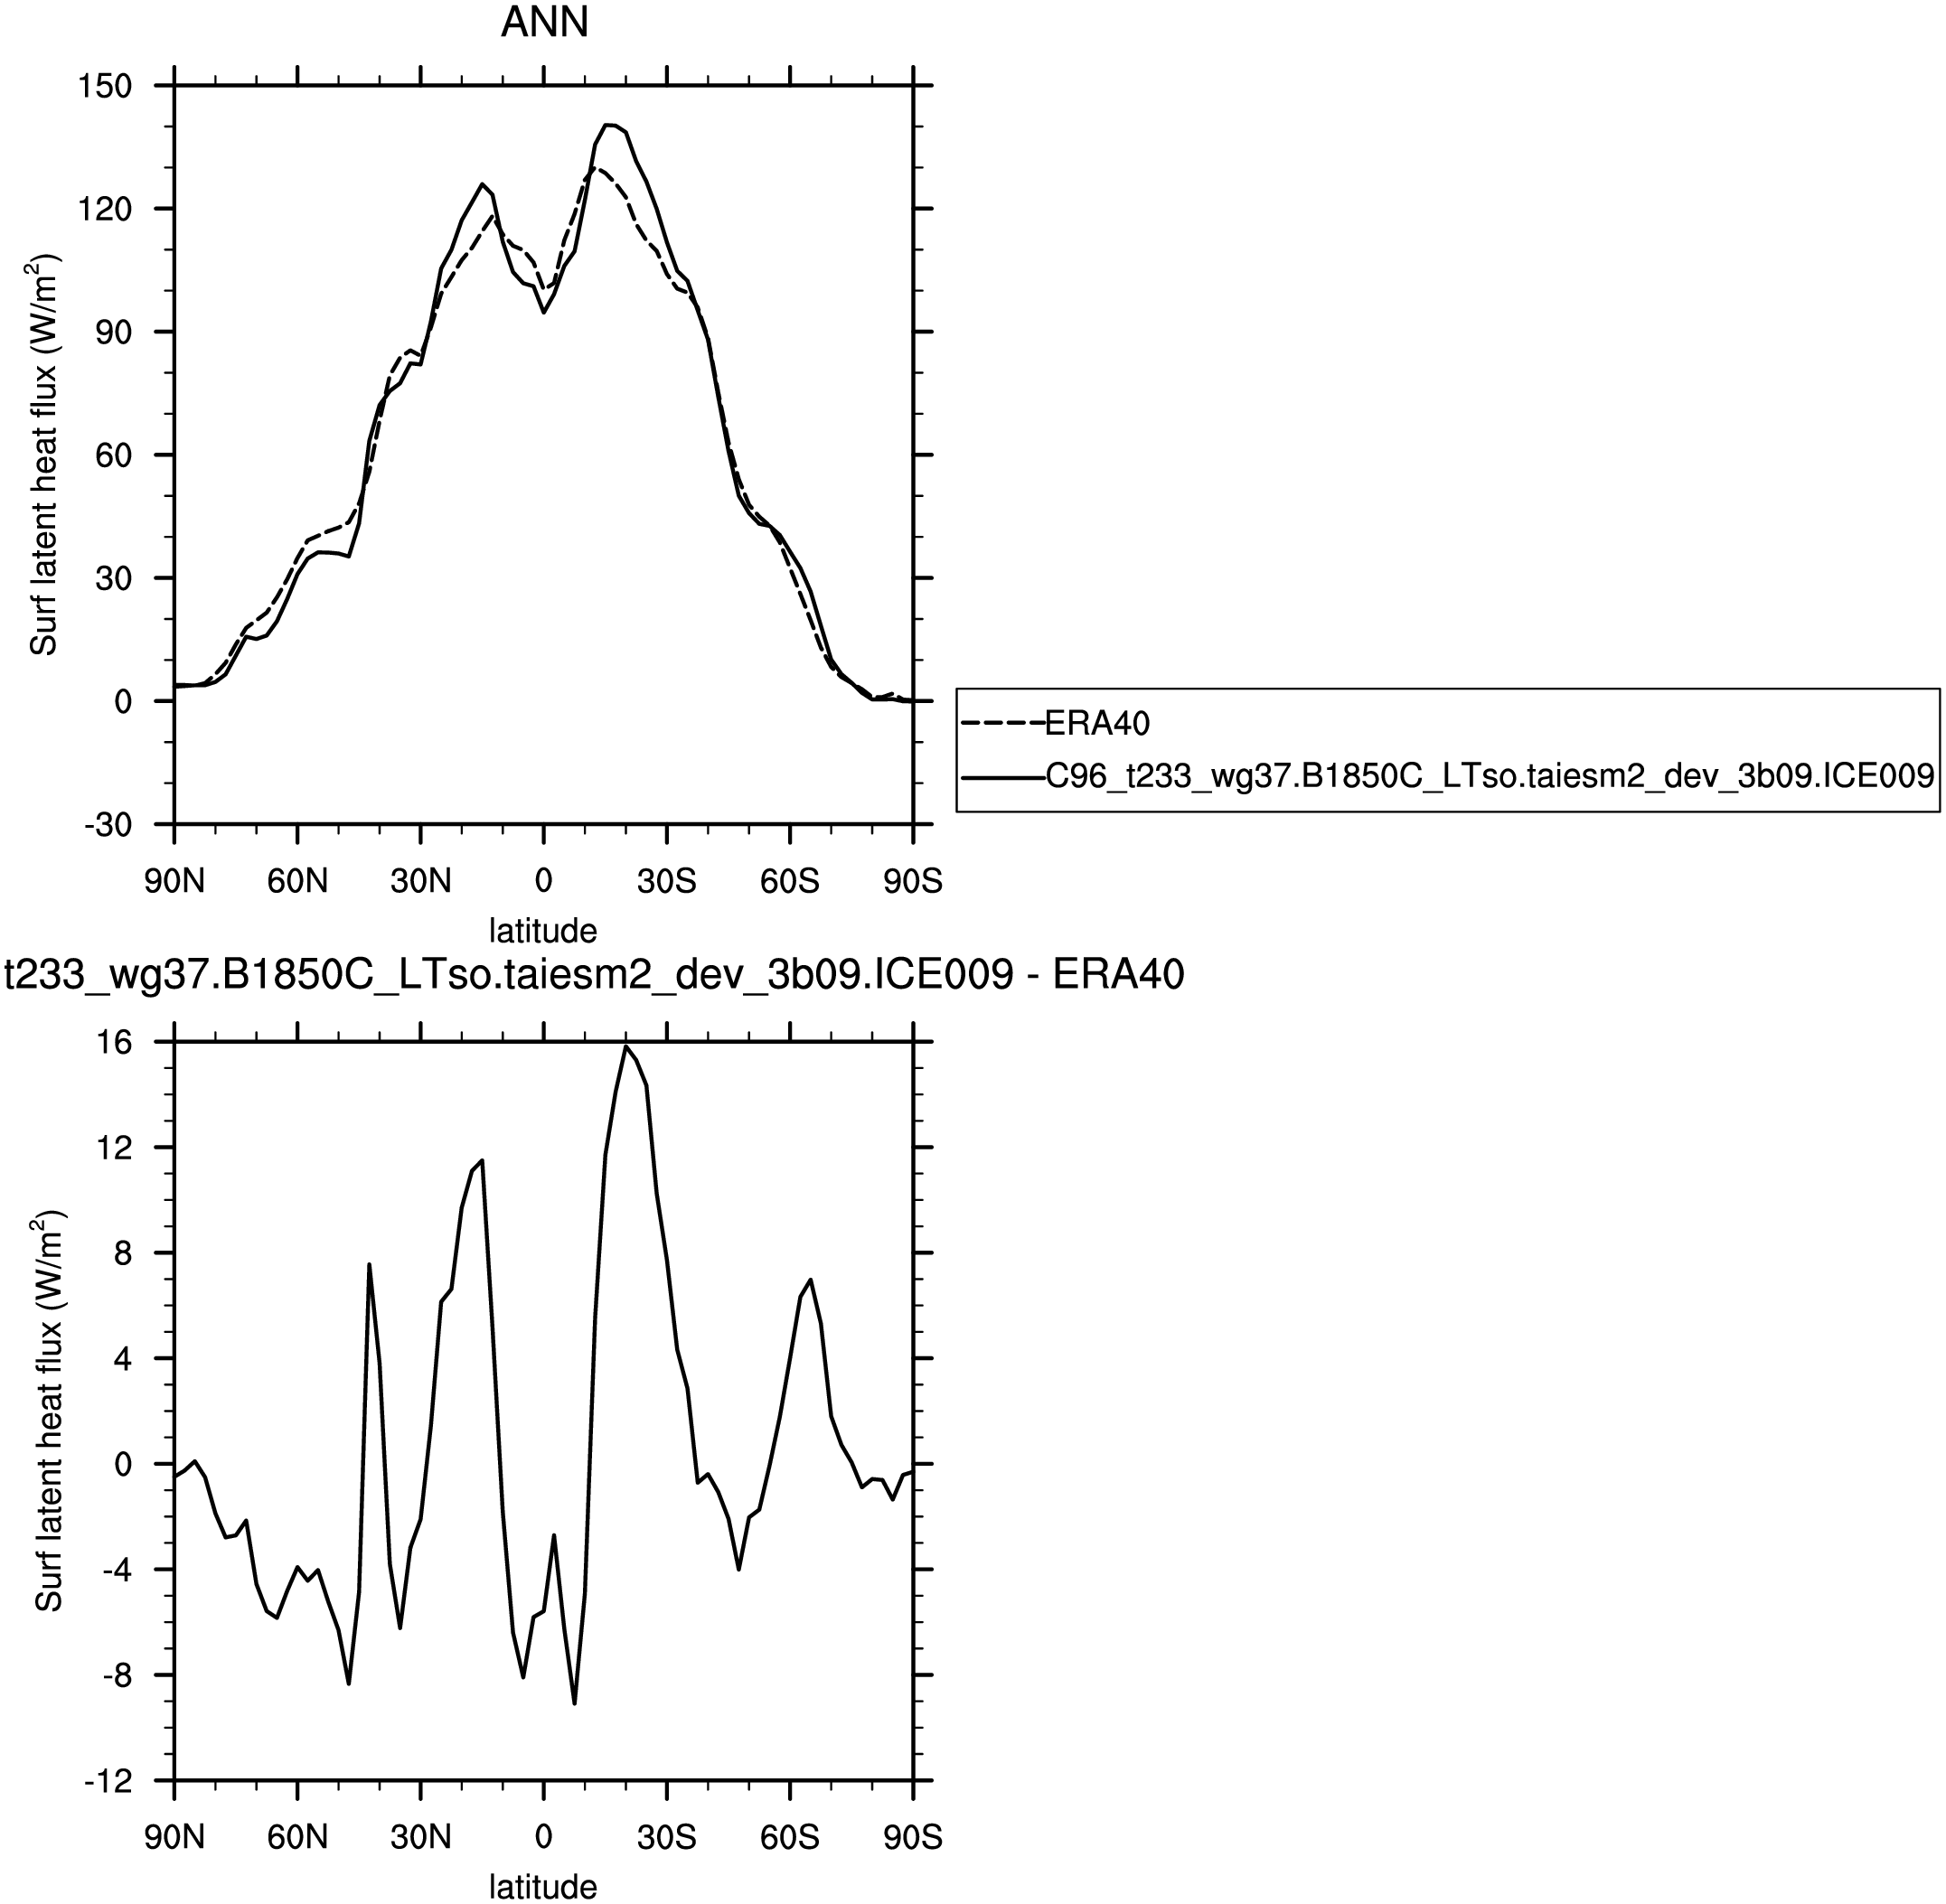 ANN
Surf latent heat flux (W/m²)
150
120
90
60
30
0
-30
90N 60N 30N 0 30S 60S 90S
latitude
ERA40
C96_t233_wg37.B1850C_LTso.taiesm2_dev_3b09.ICE009
t233_wg37.B1850C_LTso.taiesm2_dev_3b09.ICE009 - ERA40
Surf latent heat flux (W/m²)
16
12
8
4
0
-4
-8
-12
90N 60N 30N 0 30S 60S 90S
latitude